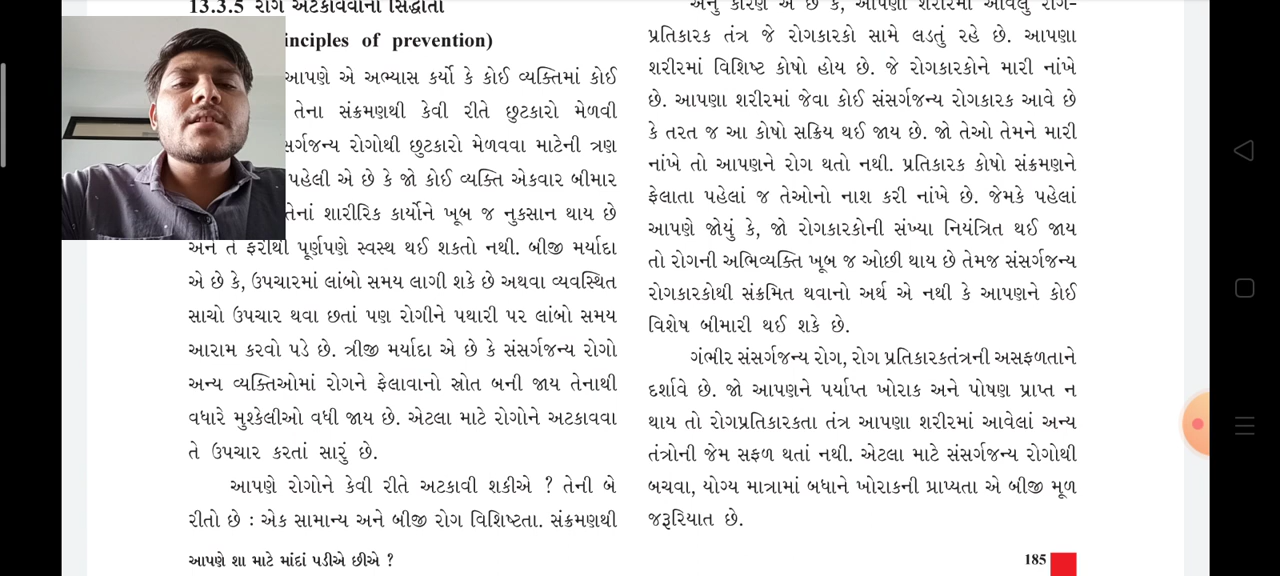 13.3.5 રોગ અટકાવવાના સિદ્ધાંતો
inciples of prevention)
આપણે એ અભ્યાસ કર્યો કે કોઈ વ્યક્તિમાં કોઈ
તેના સંક્રમણથી કેવી રીતે છુટકારો મેળવી
સર્ગજન્ય રોગોથી છુટકારો મેળવવા માટેની ત્રણ
પહેલી એ છે કે જો કોઈ વ્યક્તિ એકવાર બીમાર
તેનાં શારીરિક કાર્યોને ખૂબ જ નુકસાન થાય છે
અને તે ફરીથી પૂર્ણપણે સ્વસ્થ થઈ શકતો નથી. બીજી મર્યાદા
એ છે કે, ઉપચારમાં લાંબો સમય લાગી શકે છે અથવા વ્યવસ્થિત
સાચો ઉપચાર થવા છતાં પણ રોગીને પથારી પર લાંબો સમય
આરામ કરવો પડે છે. ત્રીજી મર્યાદા એ છે કે સંસર્ગજન્ય રોગો
અન્ય વ્યક્તિઓમાં રોગને ફેલાવાનો સ્રોત બની જાય તેનાથી
વધારે મુશ્કેલીઓ વધી જાય છે. એટલા માટે રોગોને અટકાવવા
તે ઉપચાર કરતાં સારું છે.
આપણે રોગોને કેવી રીતે અટકાવી શકીએ ? તેની બે
રીતો છે : એક સામાન્ય અને બીજી રોગ વિશિષ્ટતા. સંક્રમણથી
એનું કારણ એ છે કે, આપણા શરીરમાં આવેલું રોગ-
પ્રતિકારક તંત્ર જે રોગકારકો સામે લડતું રહે છે. આપણા
શરીરમાં વિશિષ્ટ કોષો હોય છે. જે રોગકારકોને મારી નાંખે
છે. આપણા શરીરમાં જેવા કોઈ સંસર્ગજન્ય રોગકારક આવે છે
કે તરત જ આ કોષો સક્રિય થઈ જાય છે. જો તેઓ તેમને મારી
નાંખે તો આપણને રોગ થતો નથી. પ્રતિકારક કોષો સંક્રમણને
ફેલાતા પહેલાં જ તેઓનો નાશ કરી નાંખે છે. જેમકે પહેલાં
આપણે જોયું કે, જો રોગકારકોની સંખ્યા નિયંત્રિત થઈ જાય
તો રોગની અભિવ્યક્તિ ખૂબ જ ઓછી થાય છે તેમજ સંસર્ગજન્ય
રોગકારકોથી સંક્રમિત થવાનો અર્થ એ નથી કે આપણને કોઈ
વિશેષ બીમારી થઈ શકે છે.
ગંભીર સંસર્ગજન્ય રોગ, રોગ પ્રતિકારકતંત્રની અસફળતાને
દર્શાવે છે. જો આપણને પર્યાપ્ત ખોરાક અને પોષણ પ્રાપ્ત ન
થાય તો રોગપ્રતિકારકતા તંત્ર આપણા શરીરમાં આવેલાં અન્ય
તંત્રોની જેમ સફળ થતાં નથી. એટલા માટે સંસર્ગજન્ય રોગોથી
બચવા, યોગ્ય માત્રામાં બધાને ખોરાકની પ્રાપ્યતા એ બીજી મૂળ
જરૂરિયાત છે.
આપણે શા માટે માંદાં પડીએ છીએ ?
185